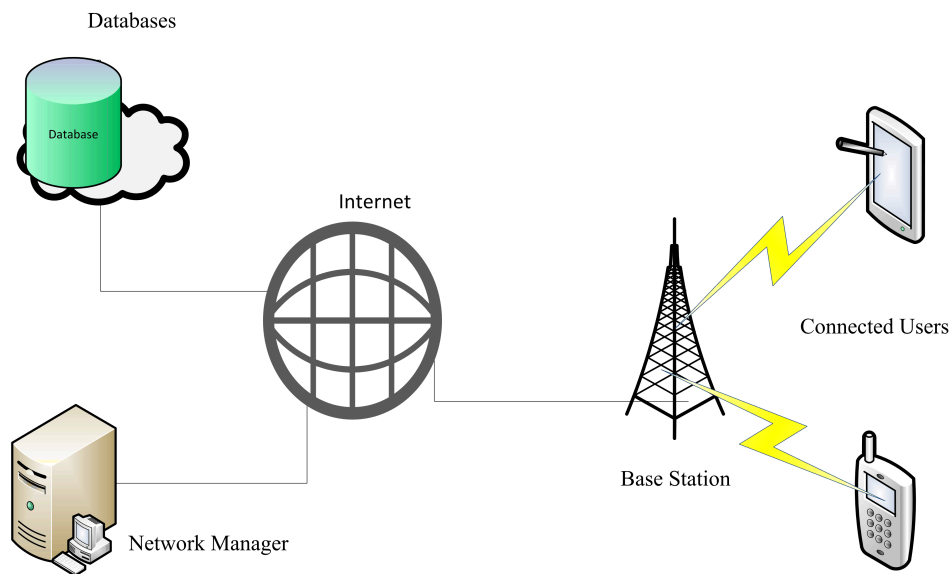 Databases
Database
Internet
Connected Users
Base Station
Network Manager